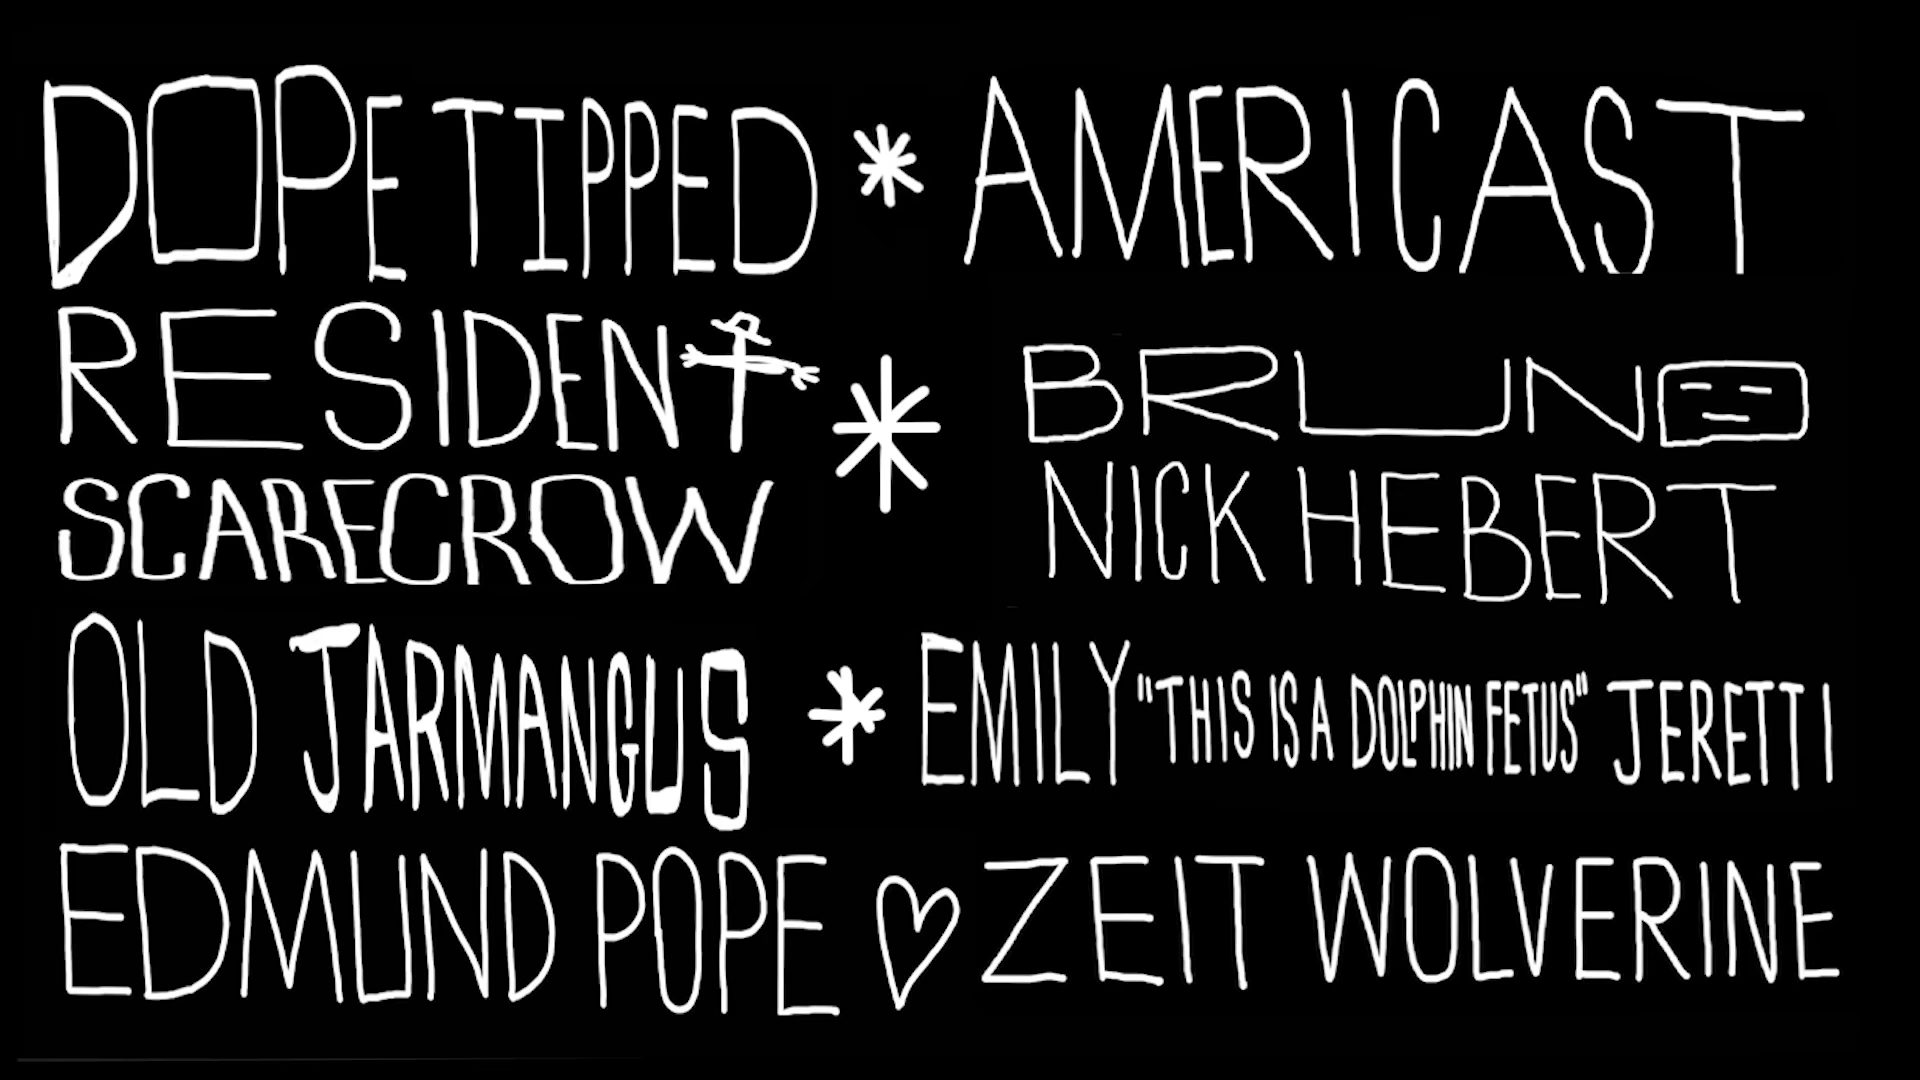 DOPE TIPPED * AMERICAST
RESIDENT * BRUNO
SCARECROW NICK HEBERT
OLD JARMANGUS * EMILY "THIS IS A DOLPHIN FETUS" JERETTI
EDMUND POPE ♡ ZEIT WOLVERINE